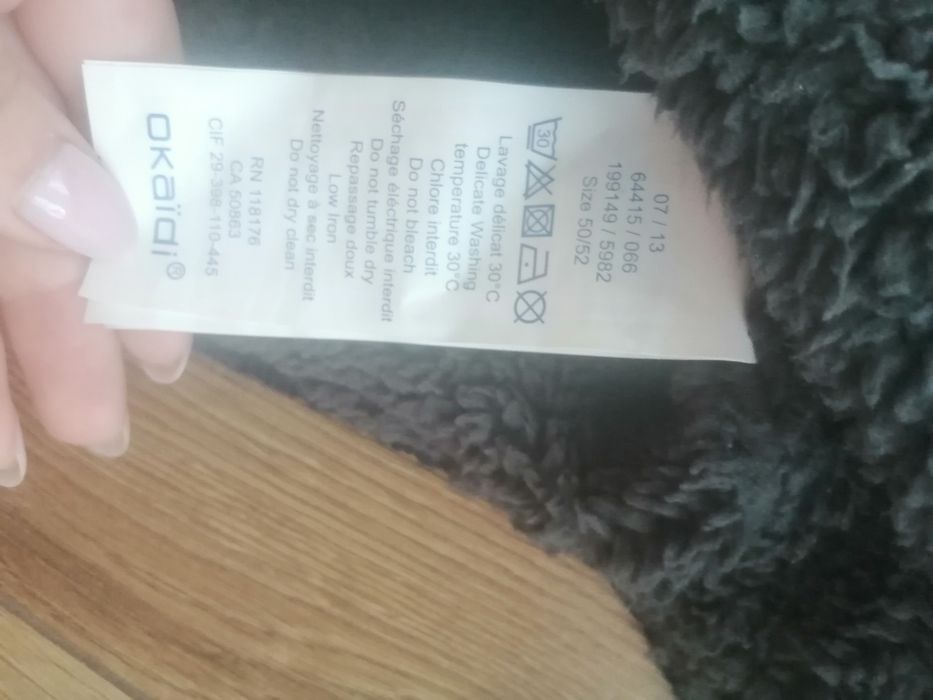 07 / 13
64415 / 066
199149 / 5982
Size 50/52
30
Lavage délicat 30°C
Delicate Washing
temperature 30°C
Chlore interdit
Do not bleach
Séchage éléctrique interdit
Do not tumble dry
Repassage doux
Low Iron
Nettoyage à sec interdit
Do not dry clean
RN 118176
CA 50863
CIF 29-398-110-445
OKAÏDI®